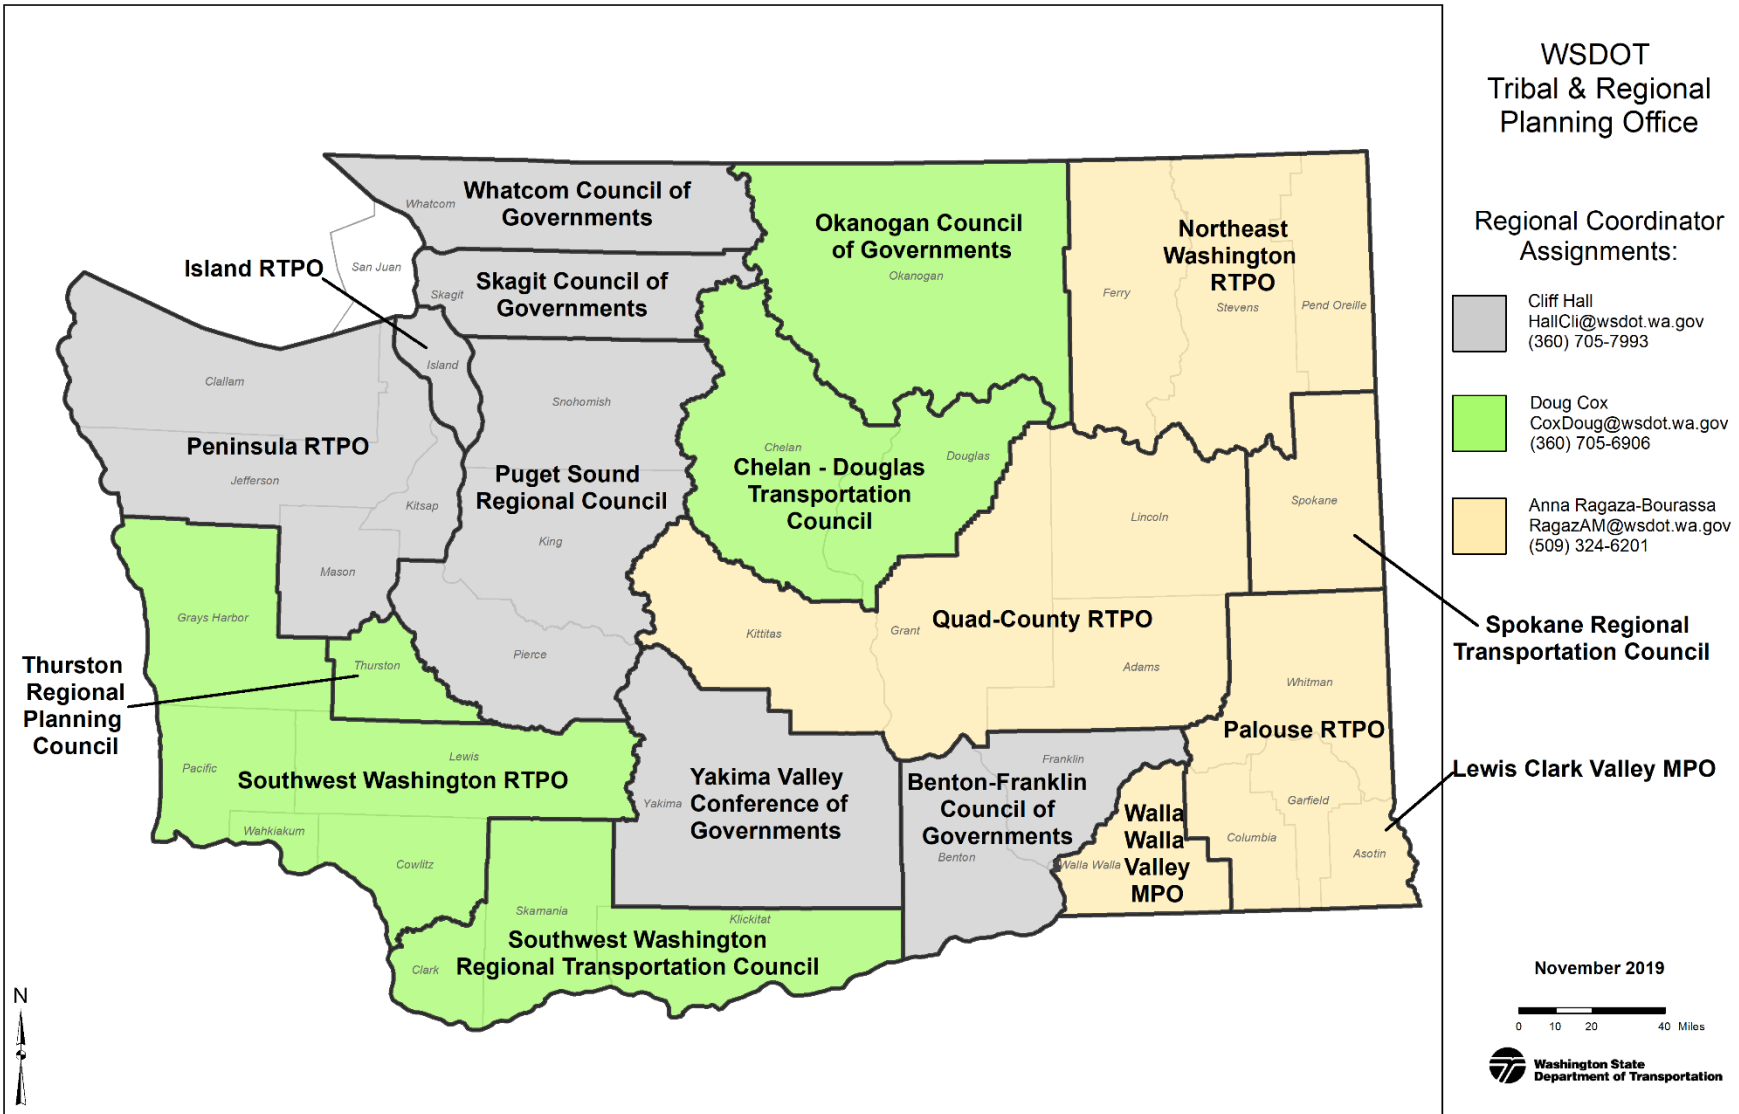 WSDOT
Tribal & Regional
Planning Office
Regional Coordinator
Assignments:
Cliff Hall
HallCli@wsdot.wa.gov
(360) 705-7993
Doug Cox
CoxDoug@wsdot.wa.gov
(360) 705-6906
Anna Ragaza-Bourassa
RagazAM@wsdot.wa.gov
(509) 324-6201
Whatcom Council of
Governments
Whatcom
Island RTPO
San Juan
Skagit Council of
Governments
Skagit
Okanogan Council
of Governments
Okanogan
Northeast
Washington
RTPO
Ferry
Stevens
Pend Oreille
Island
Clallam
Snohomish
Peninsula RTPO
Jefferson
Kitsap
Mason
Puget Sound
Regional Council
King
Pierce
Chelan
Douglas
Chelan - Douglas
Transportation
Council
Lincoln
Spokane
Grays Harbor
Thurston
Thurston
Regional
Planning
Council
Kittitas
Grant
Quad-County RTPO
Adams
Spokane Regional
Transportation Council
Whitman
Palouse RTPO
Lewis Clark Valley MPO
Pacific
Lewis
Southwest Washington RTPO
Wahkiakum
Cowlitz
Yakima Valley
Conference of
Governments
Yakima
Franklin
Benton-Franklin
Council of
Governments
Benton
Walla Walla
Walla
Walla
Valley
MPO
Garfield
Columbia
Asotin
Skamania
Klickitat
Southwest Washington
Regional Transportation Council
Clark
N
November 2019
0 10 20 40 Miles
Washington State
Department of Transportation